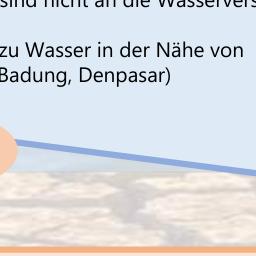 sind nicht an die Wasservers
zu Wasser in der Nähe von
Badung, Denpasar)